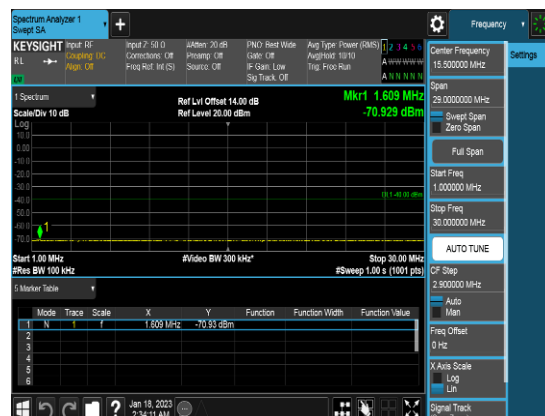 Spectrum Analyzer 1
Swept SA
+
Frequency
KEYSIGHT
RL
Input: RF
Coupling: DC
Align: Off
Input Z: 50 Ω
Corrections: Off
Freq Ref: Int (S)
#Atten: 20 dB
Preamp: Off
Source: Off
PNO: Best Wide
Gate: Off
IF Gain: Low
Sig Track: Off
Avg Type: Power (RMS)
Avg|Hold: 10/10
Trig: Free Run
1 2 3 4 5 6
A W W W W W
A N N N N N
1 Spectrum
Scale/Div 10 dB
Ref Lvl Offset 14.00 dB
Ref Level 20.00 dBm
Mkr1 1.609 MHz
-70.929 dBm
Log
10.0
0.00
-10.0
-20.0
-30.0
-40.0
-50.0
-60.0
-70.0
1
DL1 -40.00 dBm
Start 1.00 MHz
#Res BW 100 kHz
#Video BW 300 kHz*
Stop 30.00 MHz
#Sweep 1.00 s (1001 pts)
5 Marker Table
Mode Trace Scale X Y Function Function Width Function Value
1 N 1 f 1.609 MHz -70.93 dBm
2
3
4
5
6
Jan 18, 2023
2:34:11 AM
Settings
Center Frequency
15.500000 MHz
Span
29.0000000 MHz
Swept Span
Zero Span
Full Span
Start Freq
1.000000 MHz
Stop Freq
30.000000 MHz
AUTO TUNE
CF Step
2.900000 MHz
Auto
Man
Freq Offset
0 Hz
X Axis Scale
Log
Lin
Signal Track